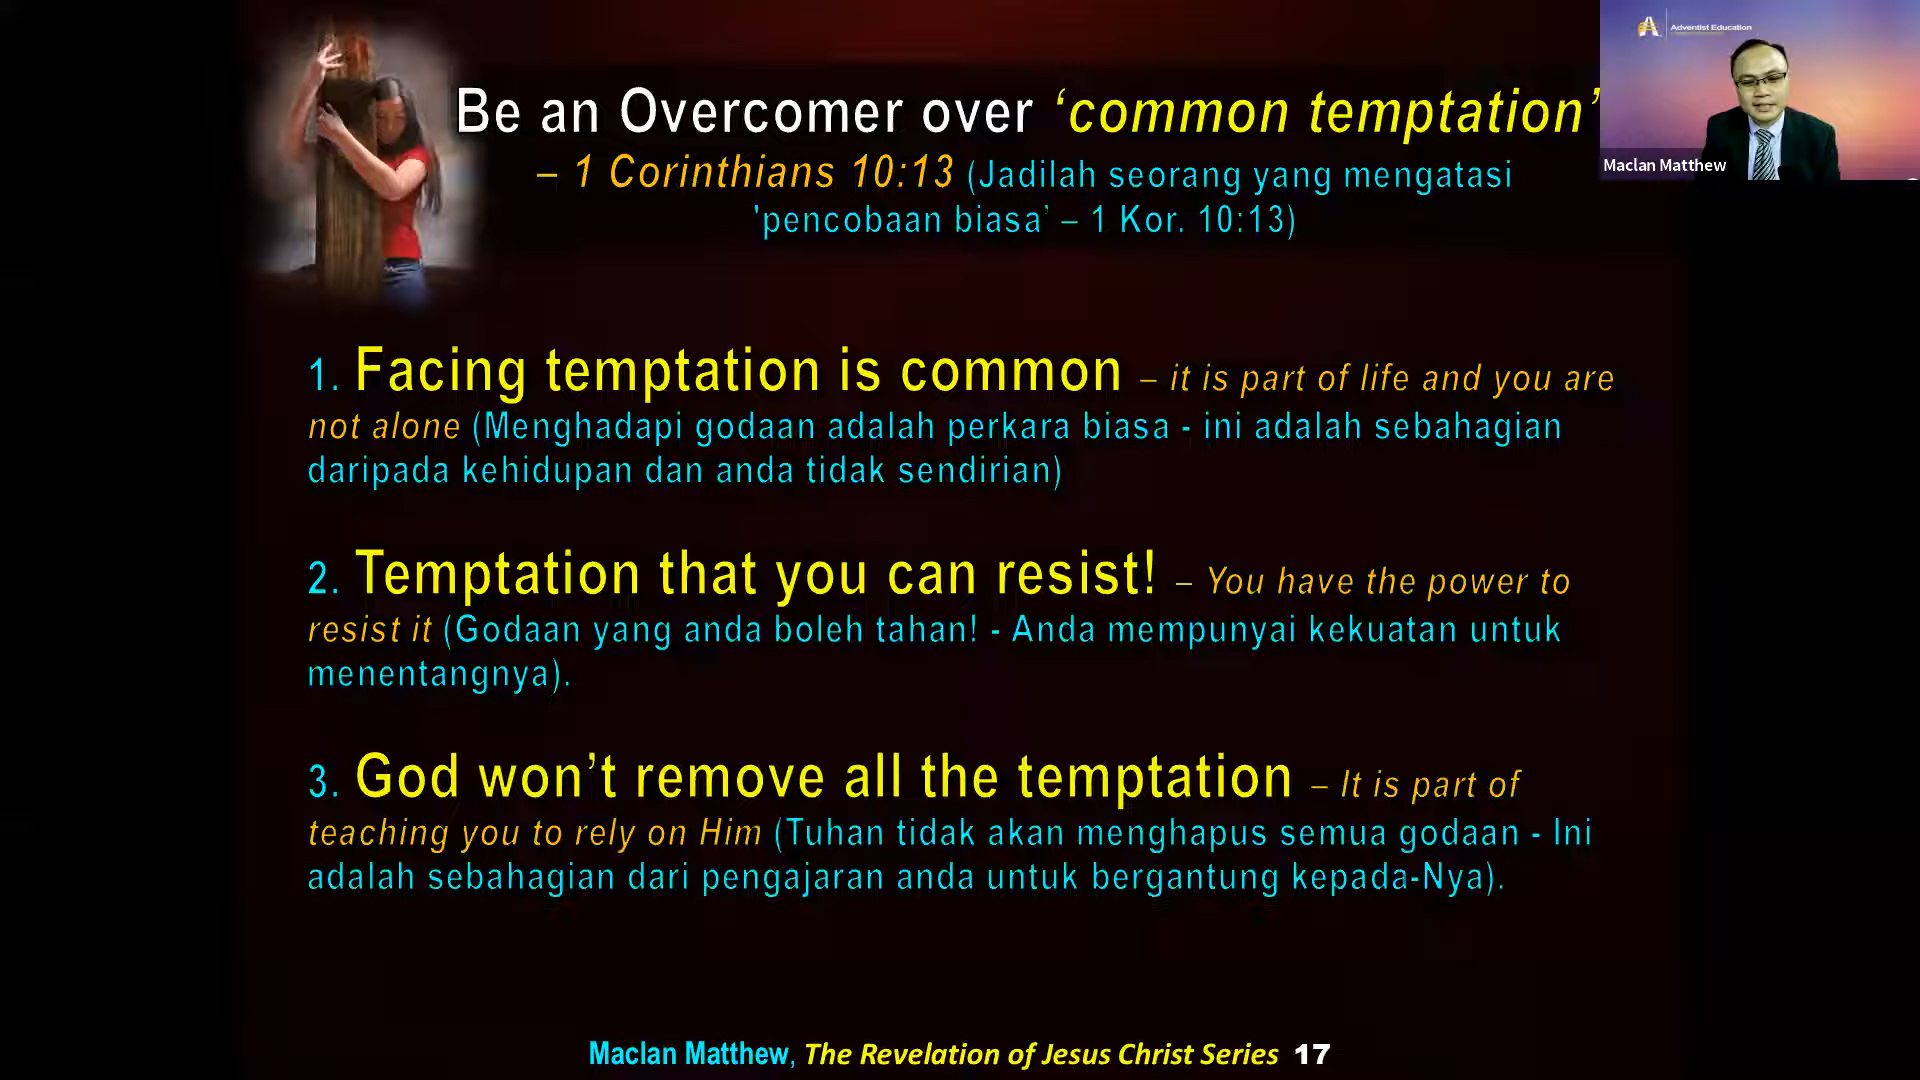 Adventist Education
Maclan Matthew
Be an Overcomer over ‘common temptation’
– 1 Corinthians 10:13 (Jadilah seorang yang mengatasi
'pencobaan biasa’ – 1 Kor. 10:13)
1. Facing temptation is common – it is part of life and you are
not alone (Menghadapi godaan adalah perkara biasa - ini adalah sebahagian
daripada kehidupan dan anda tidak sendirian)
2. Temptation that you can resist! – You have the power to
resist it (Godaan yang anda boleh tahan! - Anda mempunyai kekuatan untuk
menentangnya).
3. God won’t remove all the temptation – It is part of
teaching you to rely on Him (Tuhan tidak akan menghapus semua godaan - Ini
adalah sebahagian dari pengajaran anda untuk bergantung kepada-Nya).
Maclan Matthew, The Revelation of Jesus Christ Series 17